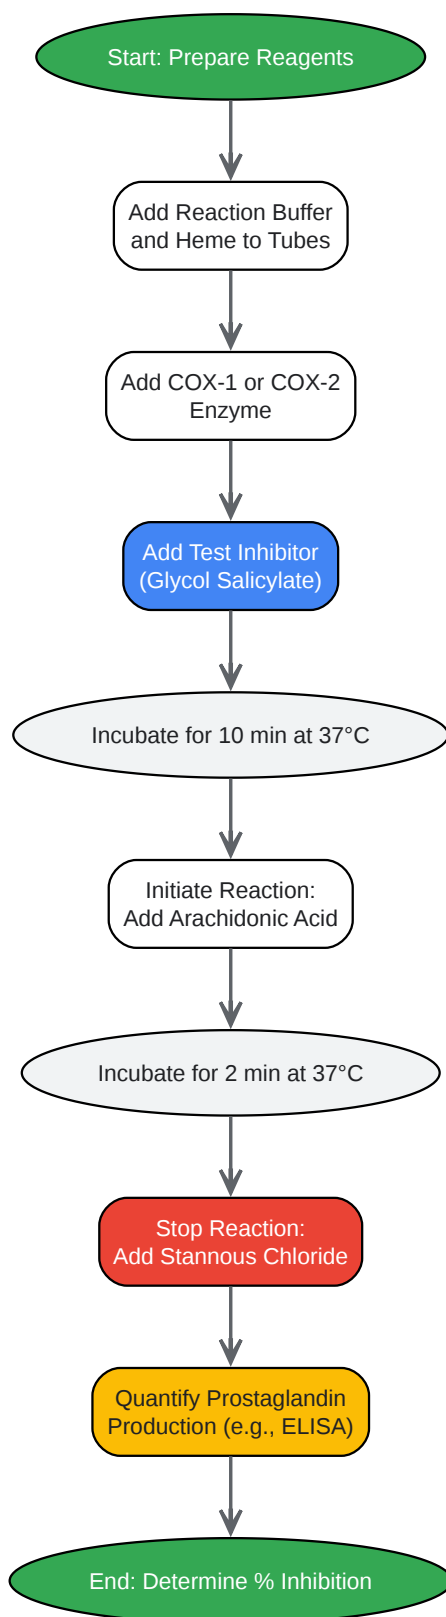 Start: Prepare Reagents
Add Reaction Buffer
and Heme to Tubes
Add COX-1 or COX-2
Enzyme
Add Test Inhibitor
(Glycol Salicylate)
Incubate for 10 min at 37°C
Initiate Reaction:
Add Arachidonic Acid
Incubate for 2 min at 37°C
Stop Reaction:
Add Stannous Chloride
Quantify Prostaglandin
Production (e.g., ELISA)
End: Determine % Inhibition